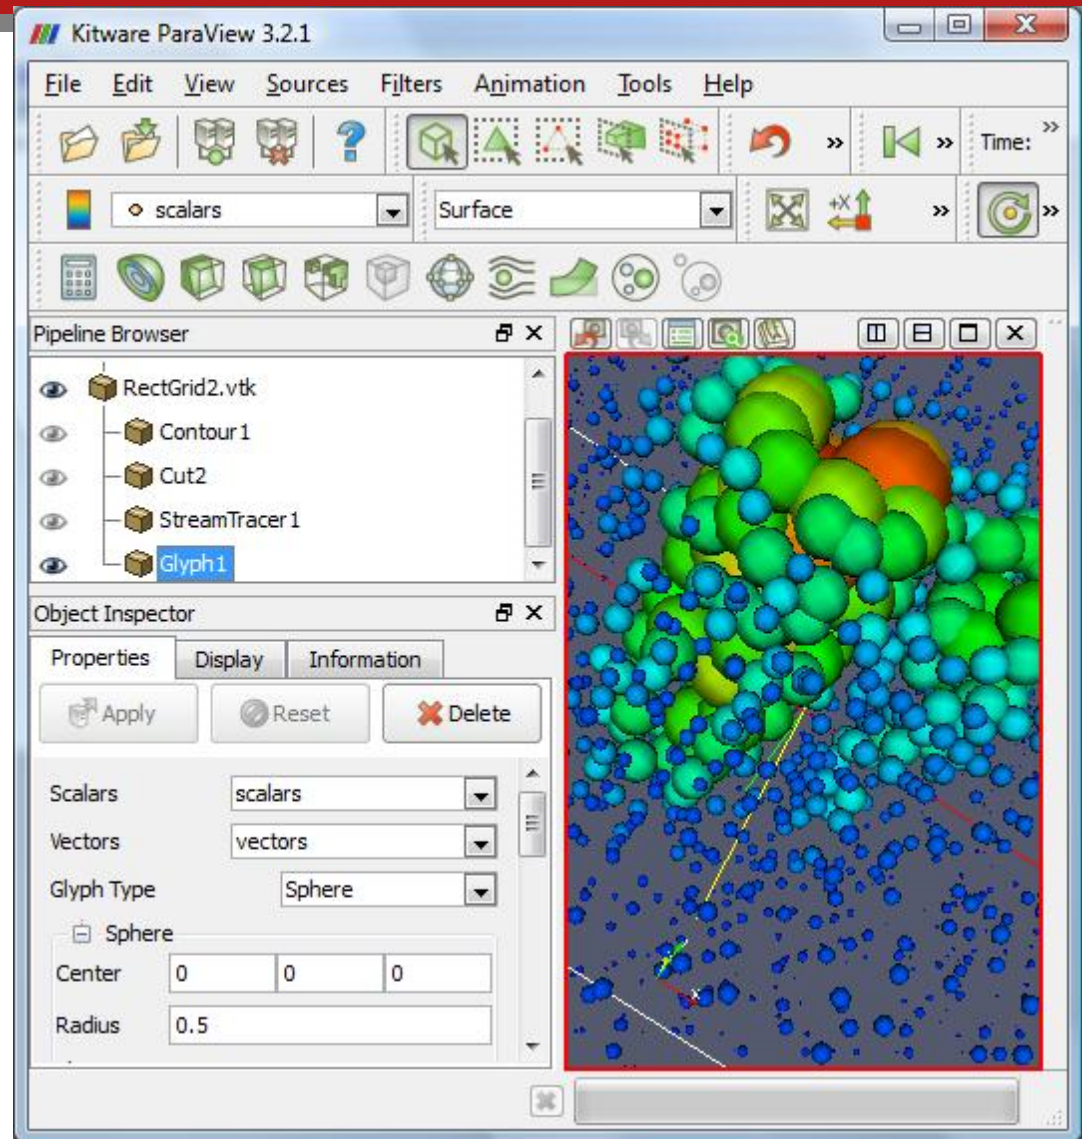 Kitware ParaView 3.2.1
File Edit View Sources Filters Animation Tools Help
» » Time: »
scalars Surface +X » »
Pipeline Browser
RectGrid2.vtk
Contour1
Cut2
StreamTracer1
Glyph1
Object Inspector
Properties Display Information
Apply Reset Delete
Scalars scalars
Vectors vectors
Glyph Type Sphere
Sphere
Center 0 0 0
Radius 0.5